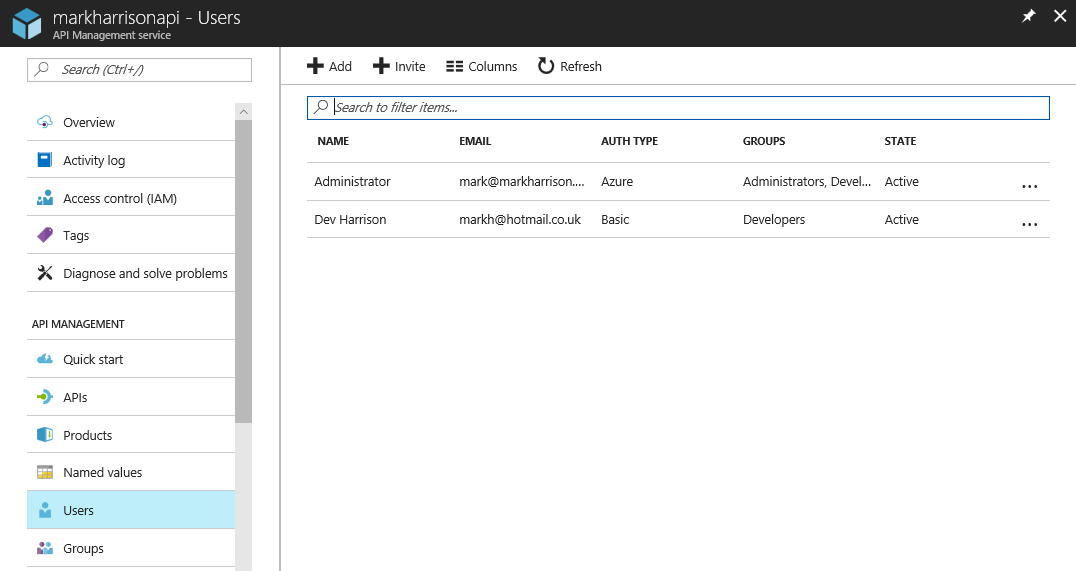 markharrisonapi - Users
API Management service
Search (Ctrl+/)
Overview
Activity log
Access control (IAM)
Tags
Diagnose and solve problems
API MANAGEMENT
Quick start
APIs
Products
Named values
Users
Groups
Add Invite Columns Refresh
Search to filter items...
NAME EMAIL AUTH TYPE GROUPS STATE
Administrator mark@markharrison.... Azure Administrators, Devel... Active ...
Dev Harrison markh@hotmail.co.uk Basic Developers Active ...